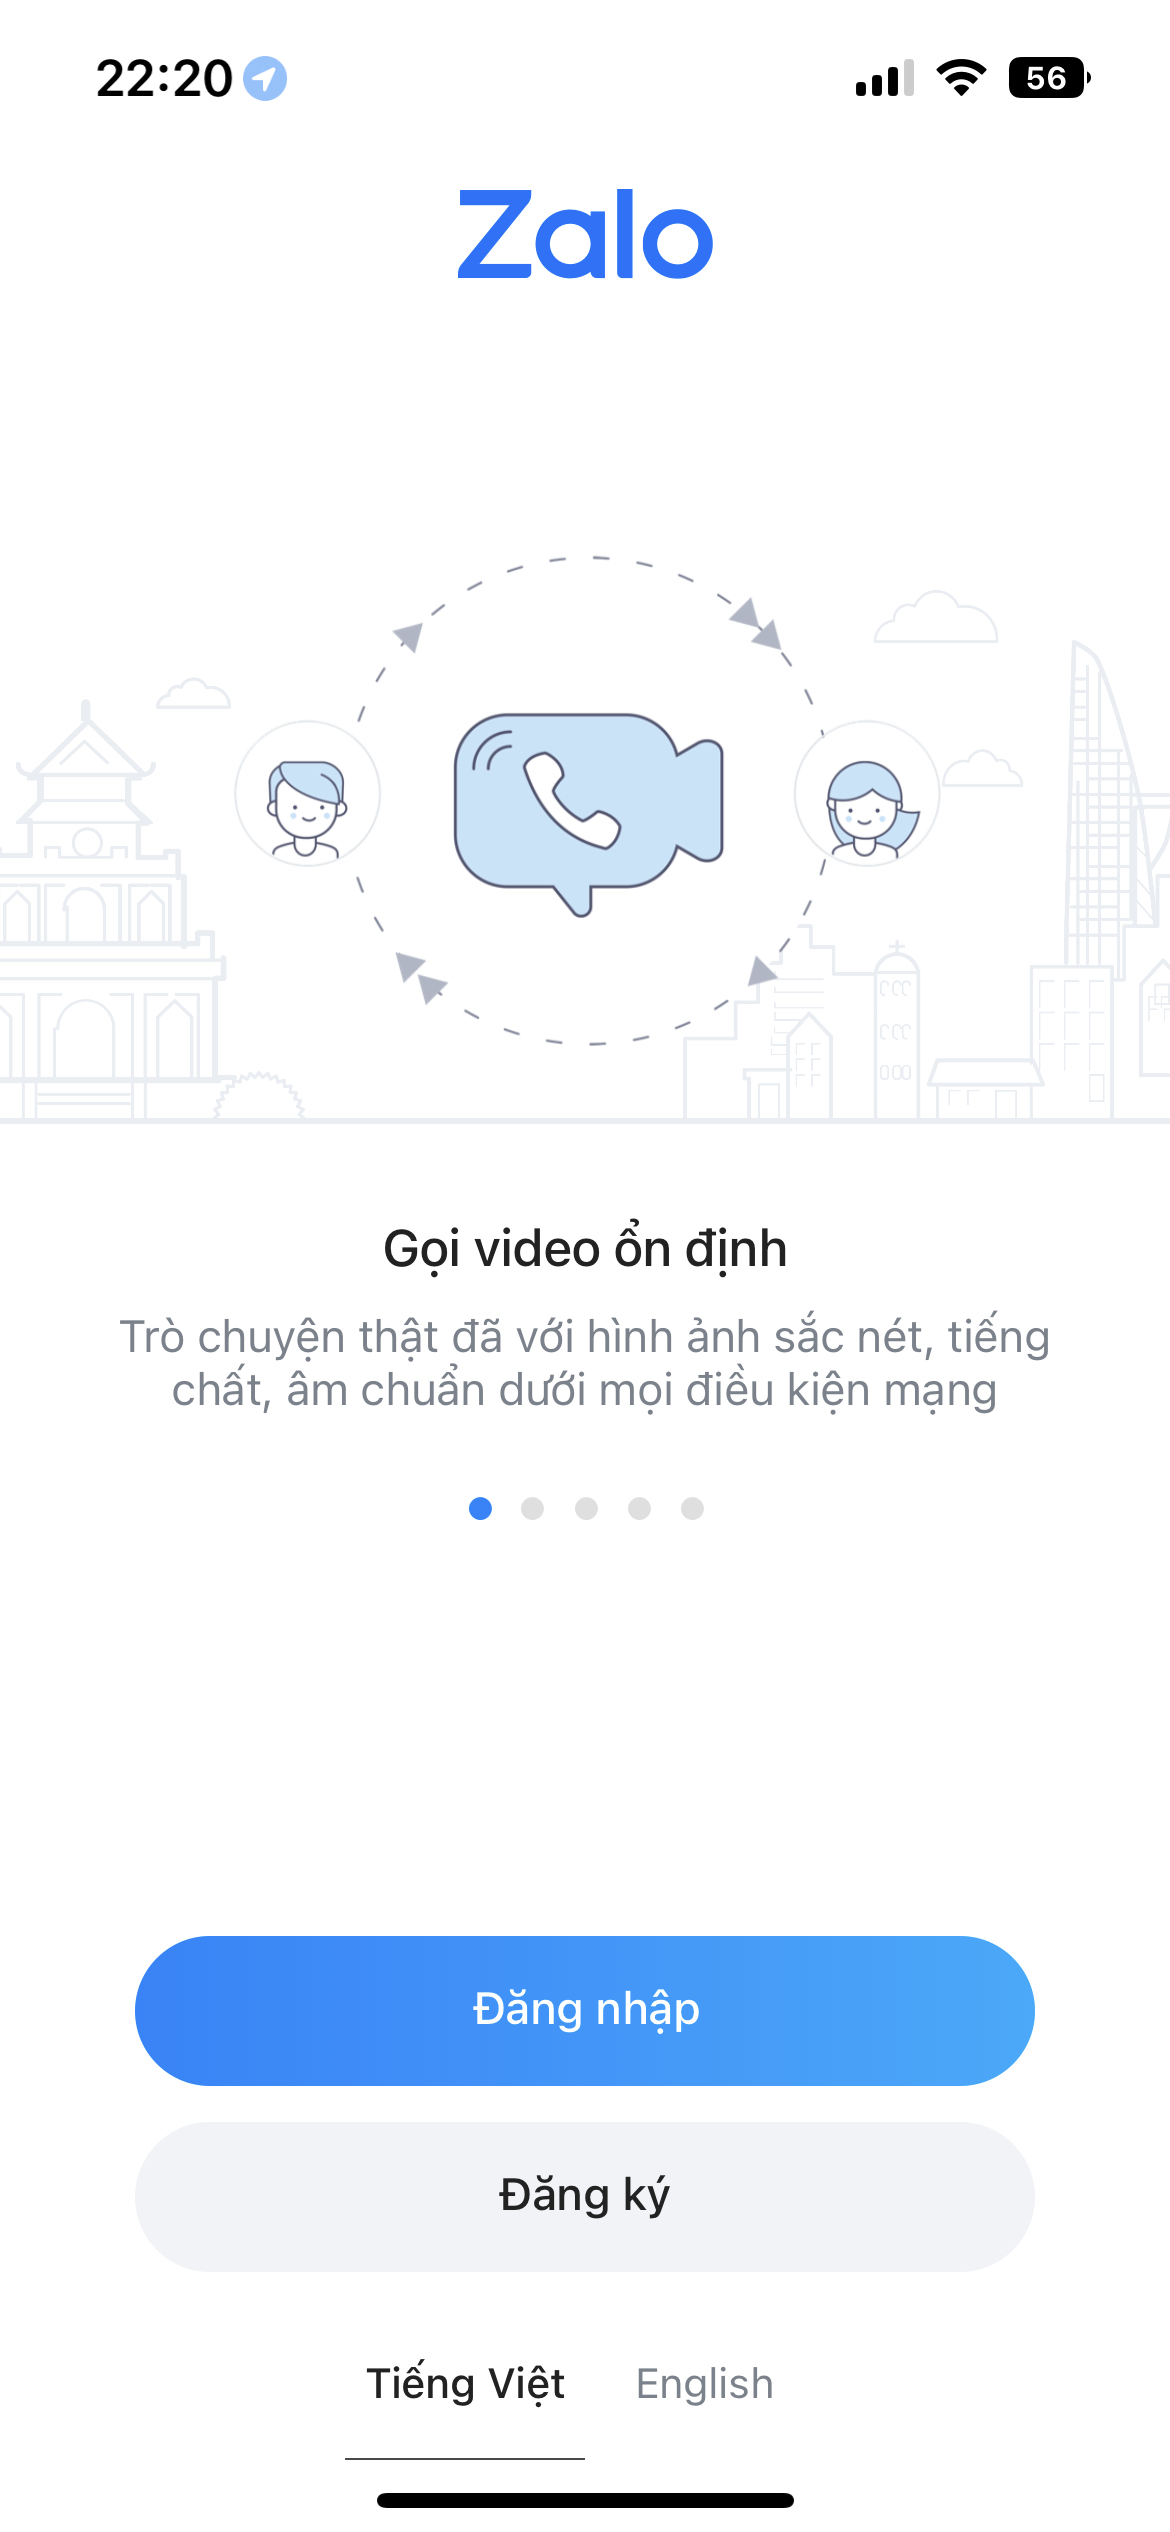 22:20
56
Zalo
Gọi video ổn định
Trò chuyện thật đã với hình ảnh sắc nét, tiếng
chất, âm chuẩn dưới mọi điều kiện mạng
Đăng nhập
Đăng ký
Tiếng Việt English